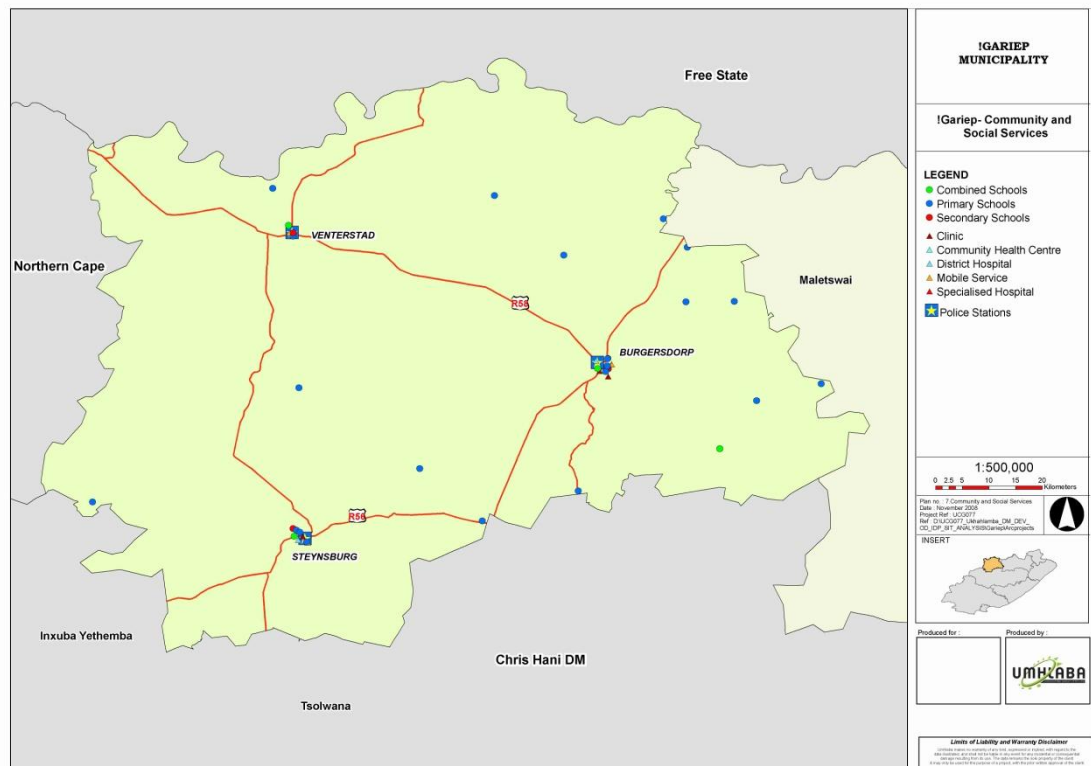 Free State
Northern Cape
VENTERSTAD
R58
Maletswai
BURGERSDORP
R56
STEYNSBURG
Inxuba Yethemba
Chris Hani DM
Tsolwana
!GARIEP
MUNICIPALITY
!Gariep- Community and
Social Services
LEGEND
Combined Schools
Primary Schools
Secondary Schools
Clinic
Community Health Centre
District Hospital
Mobile Service
Specialised Hospital
Police Stations
1:500,000
0 2.5 5 10 15 20
Kilometers
Plan no. : 7.Community and Social Services
Date : November 2008
Project Ref : UCG077
INSERT
Produced for :
Produced by :
UMHLABA
Limits of Liability and Warranty Disclaimer